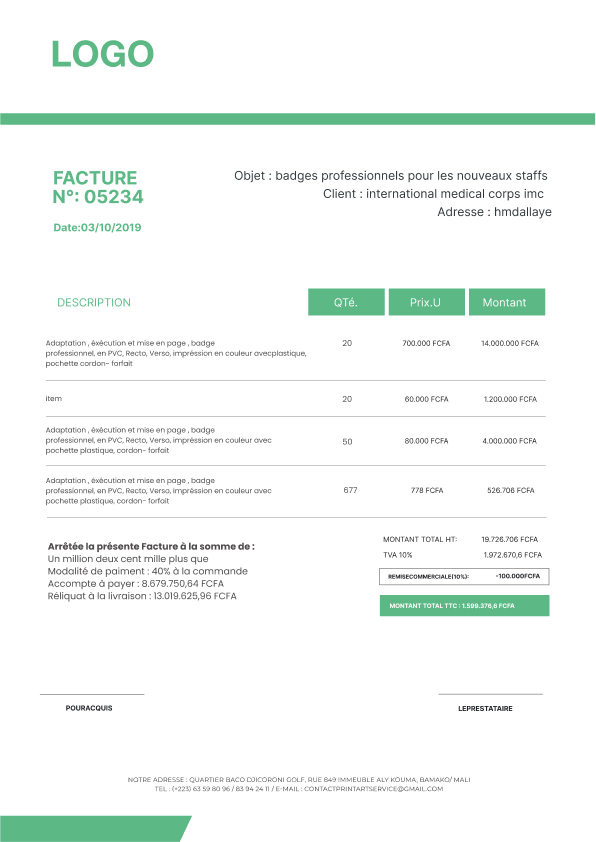 LOGO
FACTURE
N°: 05234
Date:03/10/2019
Objet : badges professionnels pour les nouveaux staffs
Client : international medical corps imc
Adresse : hmdallaye
DESCRIPTION QTé. Prix.U Montant
Adaptation , éxécution et mise en page , badge
professionnel, en PVC, Recto, Verso, impréssion en couleur avecplastique,
pochette cordon- forfait
20 700.000 FCFA 14.000.000 FCFA
item 20 60.000 FCFA 1.200.000 FCFA
Adaptation , éxécution et mise en page , badge
professionnel, en PVC, Recto, Verso, impréssion en couleur avec
pochette plastique, cordon- forfait
50 80.000 FCFA 4.000.000 FCFA
Adaptation , éxécution et mise en page , badge
professionnel, en PVC, Recto, Verso, impréssion en couleur avec
pochette plastique, cordon- forfait
677 778 FCFA 526.706 FCFA
MONTANT TOTAL HT: 19.726.706 FCFA
TVA 10% 1.972.670,6 FCFA
REMISECOMMERCIALE(10%): -100.000FCFA
MONTANT TOTAL TTC : 1.599.376,6 FCFA
Arrêtée la présente Facture à la somme de :
Un million deux cent mille plus que
Modalité de paiment : 40% à la commande
Accompte á payer : 8.679.750,64 FCFA
Réliquat à la livraison : 13.019.625,96 FCFA
POURACQUIS
LEPRESTATAIRE
NOTRE ADRESSE : QUARTIER BACO DJICORONI GOLF, RUE 849 IMMEUBLE ALY KOUMA, BAMAKO/ MALI
TEL : (+223) 63 59 80 96 / 83 94 24 11 / E-MAIL : CONTACTPRINTARTSERVICE@GMAIL.COM